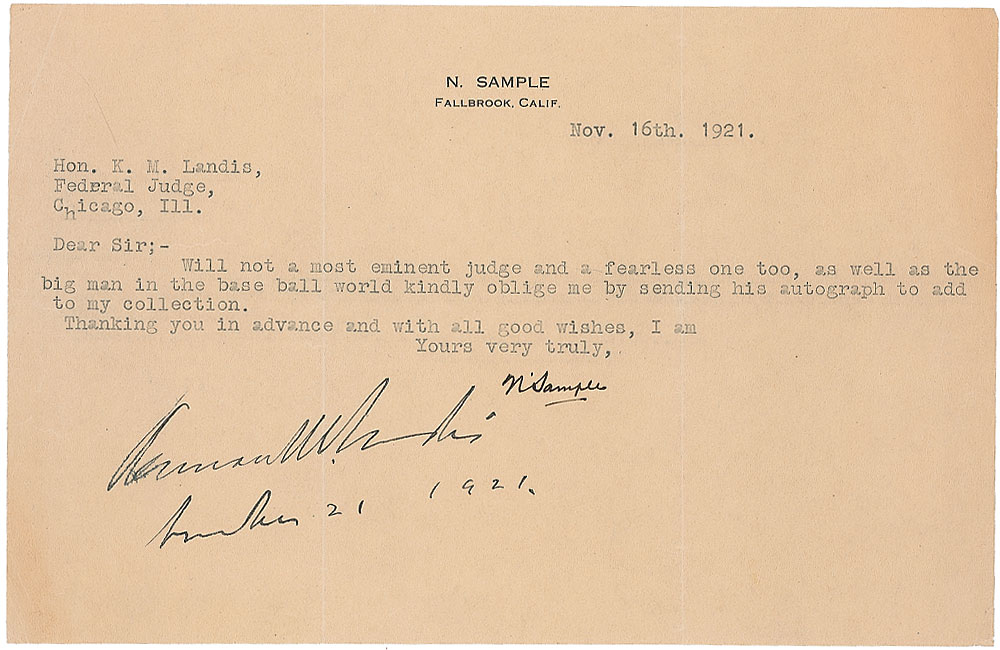 N. SAMPLE
FALLBROOK, CALIF.
Nov. 16th. 1921.
Hon. K. M. Landis,
Federal Judge,
Chicago, Ill.
Dear Sir;-
Will not a most eminent judge and a fearless one too, as well as the
big man in the base ball world kindly oblige me by sending his autograph to add
to my collection.
Thanking you in advance and with all good wishes, I am
Yours very truly,
N Sample
Kenesaw M. Landis
November 21 1921.